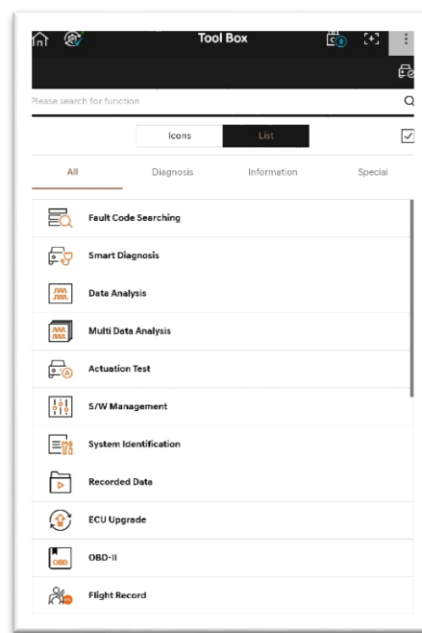 Tool Box
Please search for function
Icons List
All Diagnosis Information Special
Fault Code Searching
Smart Diagnosis
Data Analysis
Multi Data Analysis
Actuation Test
S/W Management
System Identification
Recorded Data
ECU Upgrade
OBD OBD-II
Flight Record